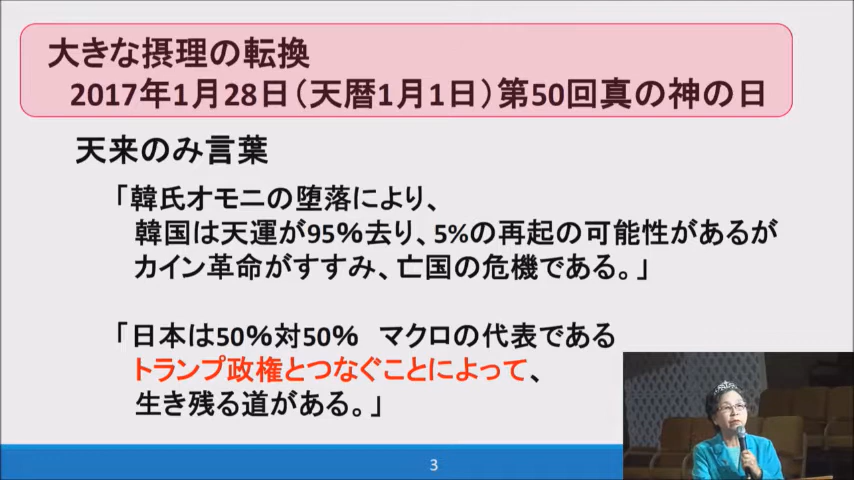 大きな摂理の転換
2017年1月28日(天暦1月1日)第50回真の神の日
天来のみ言葉
「韓氏オモニの堕落により、
韓国は天運が95%去り、5%の再起の可能性があるが
カイン革命がすすみ、亡国の危機である。」
「日本は50%対50%　マクロの代表である
トランプ政権とつなぐことによって、
生き残る道がある。」
3